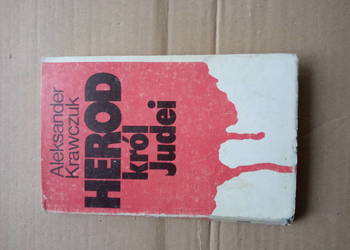 Aleksander
Krawczuk
HEROD
król
Judei